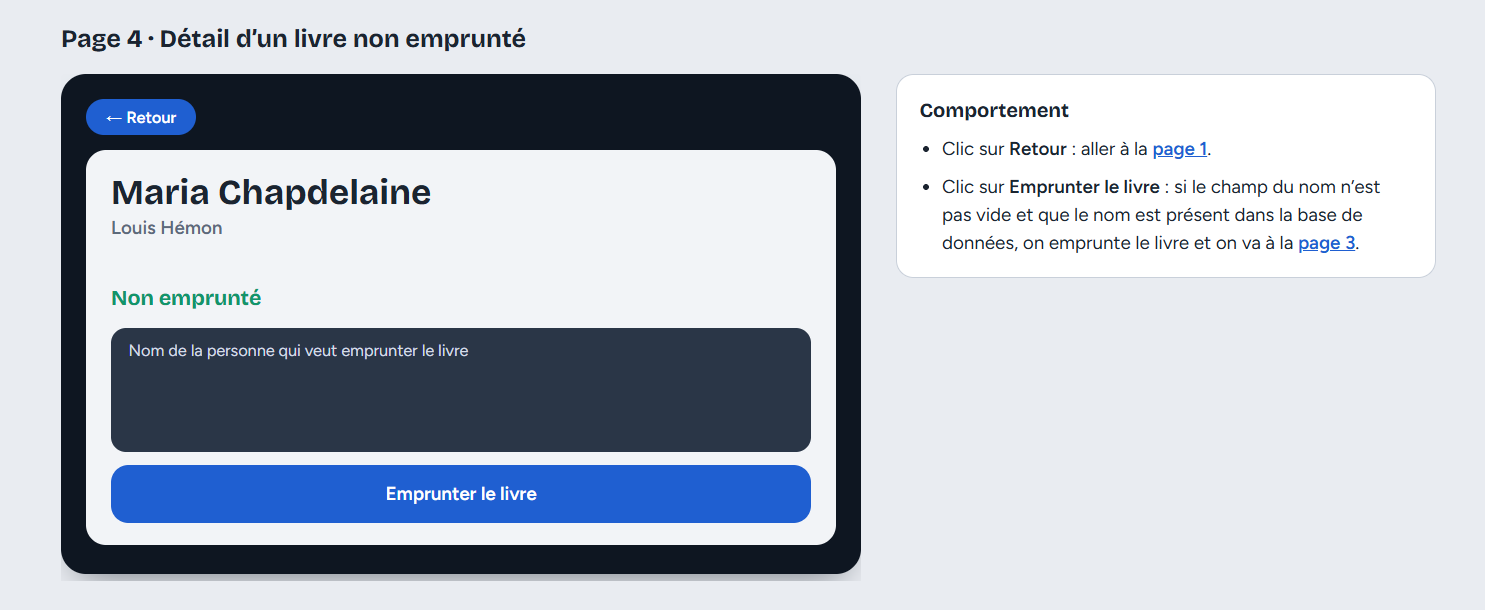 Page 4 · Détail d’un livre non emprunté
← Retour
Maria Chapdelaine
Louis Hémon
Non emprunté
Nom de la personne qui veut emprunter le livre
Emprunter le livre
Comportement
• Clic sur Retour : aller à la page 1.
• Clic sur Emprunter le livre : si le champ du nom n’est
pas vide et que le nom est présent dans la base de
données, on emprunte le livre et on va à la page 3.